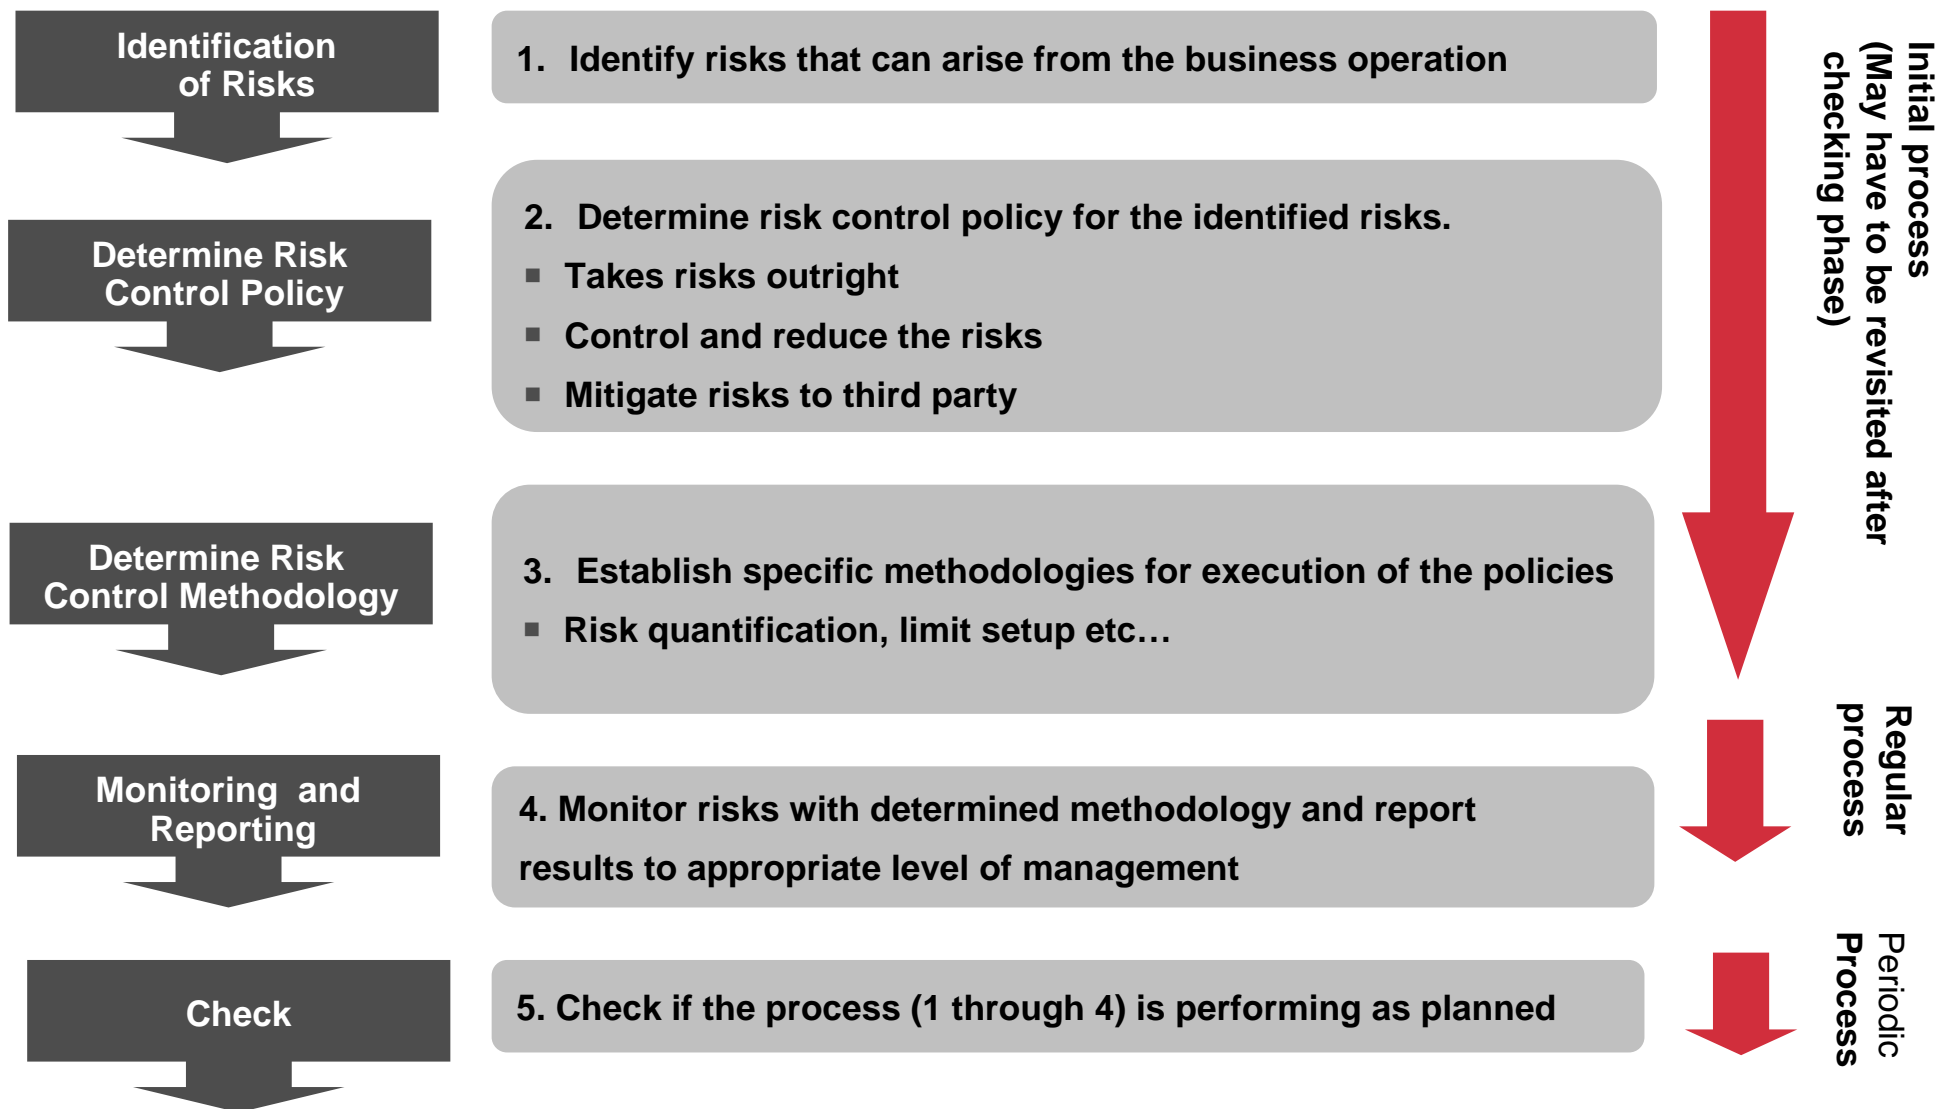 Identification
of Risks
1. Identify risks that can arise from the business operation
Determine Risk
Control Policy
2. Determine risk control policy for the identified risks.
▪ Takes risks outright
▪ Control and reduce the risks
▪ Mitigate risks to third party
Determine Risk
Control Methodology
3. Establish specific methodologies for execution of the policies
▪ Risk quantification, limit setup etc…
Monitoring and
Reporting
4. Monitor risks with determined methodology and report
results to appropriate level of management
Check
5. Check if the process (1 through 4) is performing as planned
Initial process
(May have to be revisited after
checking phase)
Regular
process
Periodic
Process